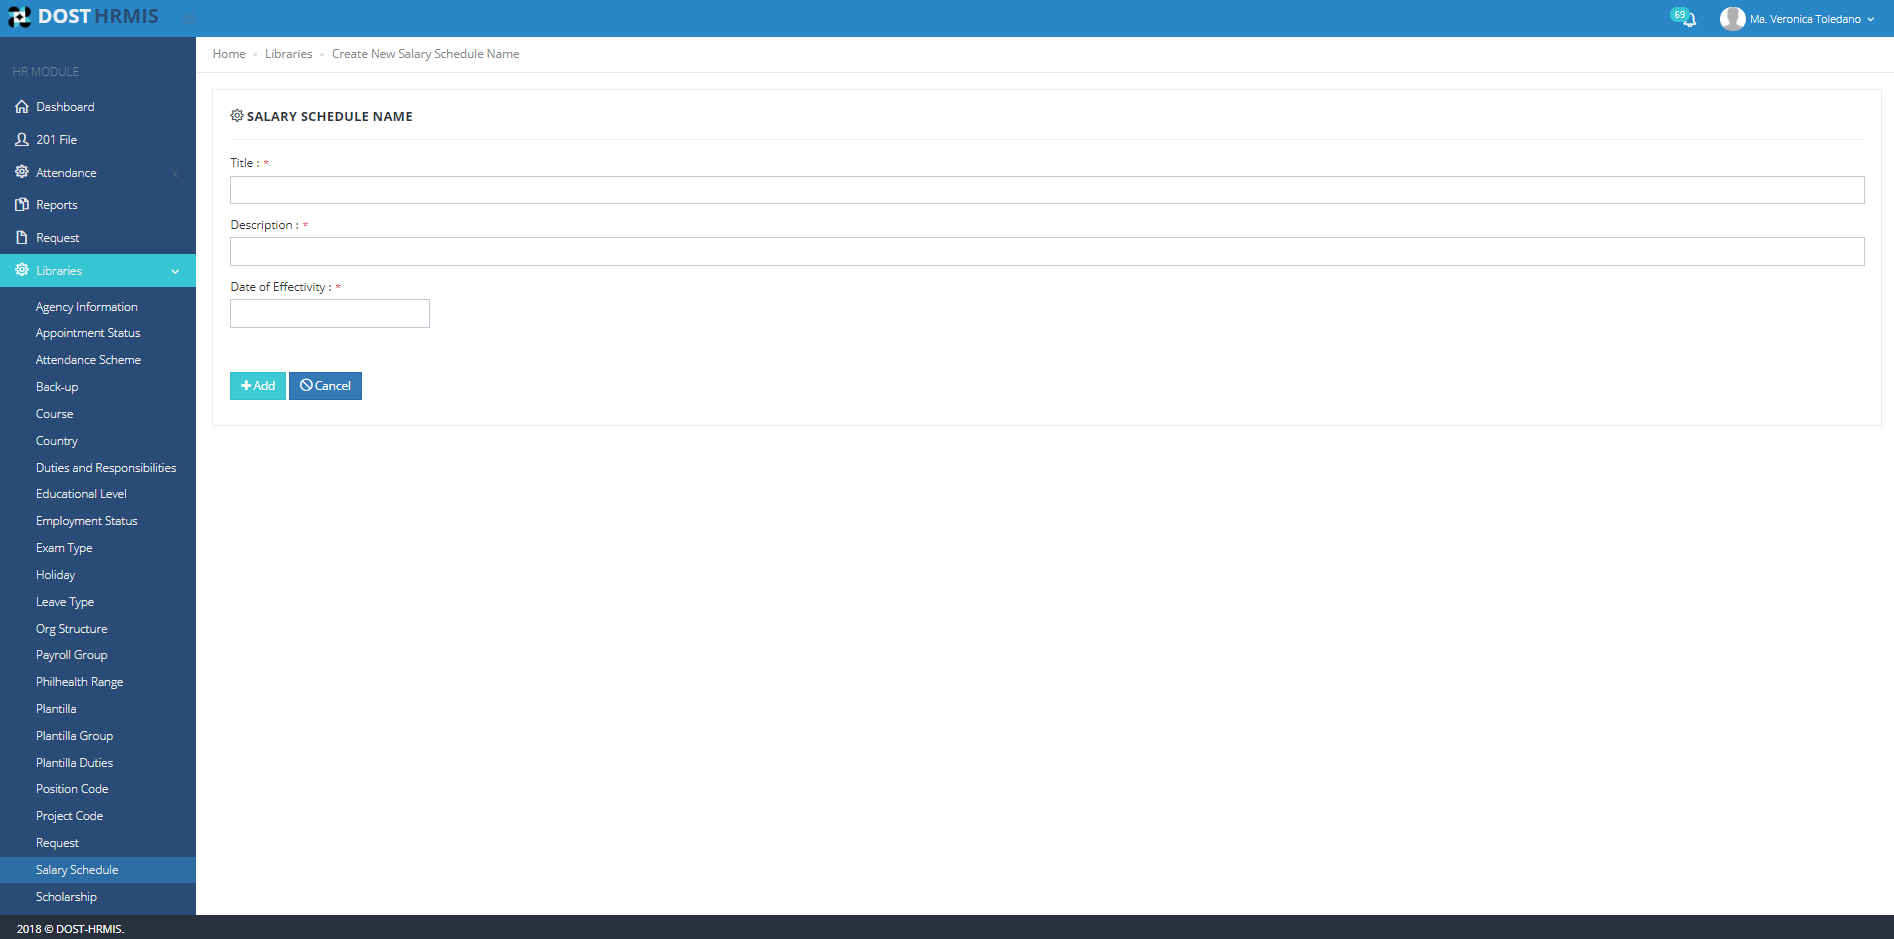 DOST HRMIS
69
Ma. Veronica Toledano
HR MODULE
Dashboard
201 File
Attendance
Reports
Request
Libraries
Agency Information
Appointment Status
Attendance Scheme
Back-up
Course
Country
Duties and Responsibilities
Educational Level
Employment Status
Exam Type
Holiday
Leave Type
Org Structure
Payroll Group
Philhealth Range
Plantilla
Plantilla Group
Plantilla Duties
Position Code
Project Code
Request
Salary Schedule
Scholarship
Home Libraries Create New Salary Schedule Name
SALARY SCHEDULE NAME
Title : *
Description : *
Date of Effectivity : *
Add Cancel
2018 © DOST-HRMIS.